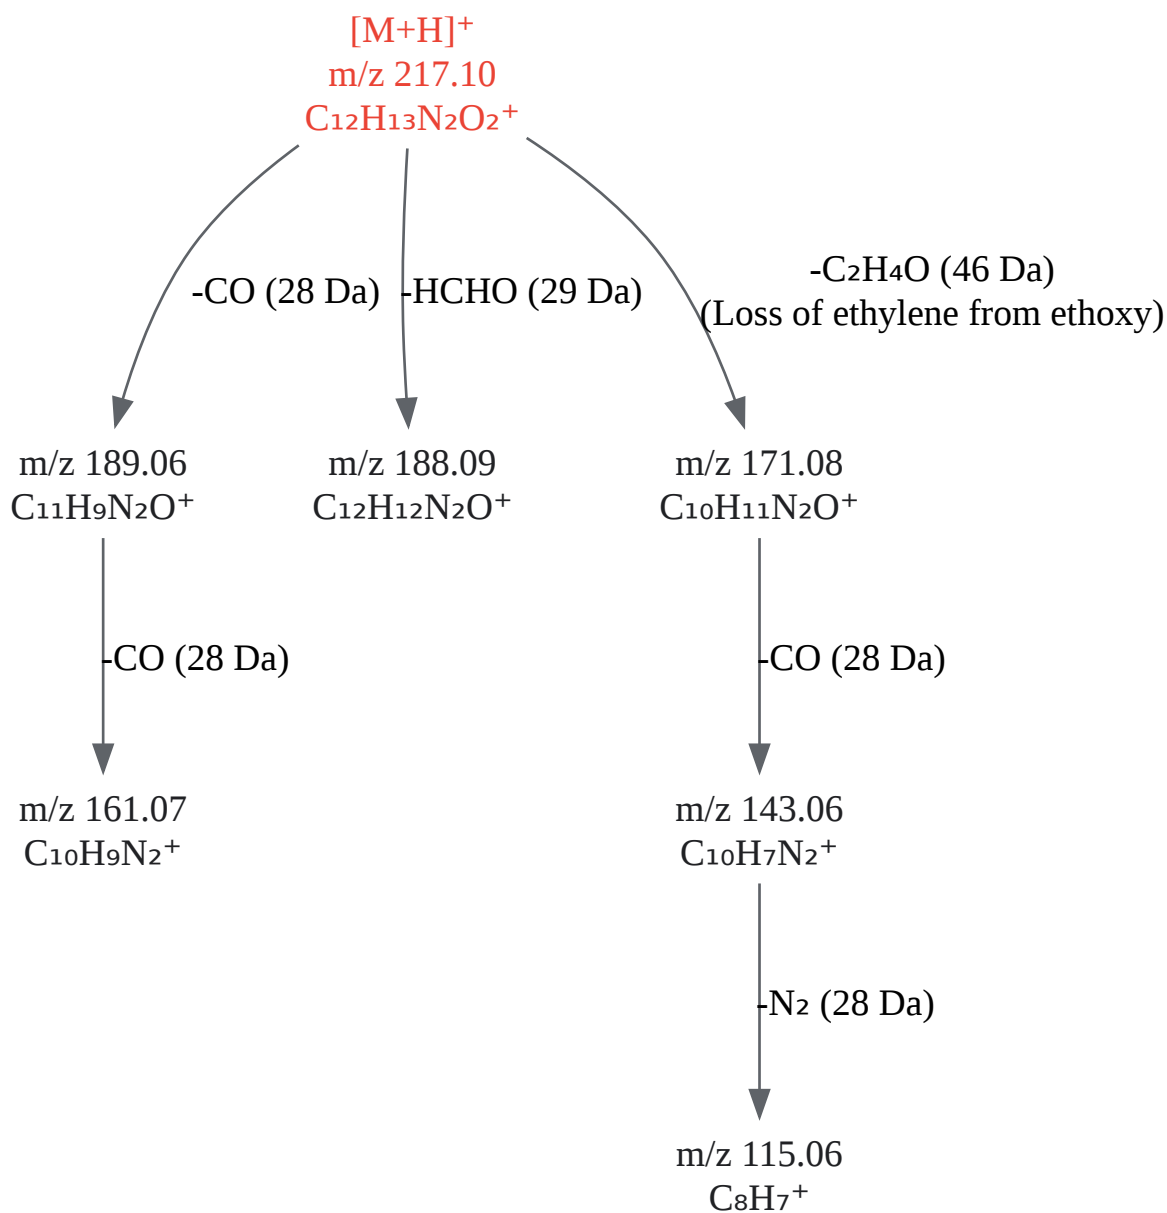 [M+H]⁺
m/z 217.10
C₁₂H₁₃N₂O₂⁺
-CO (28 Da)
-HCHO (29 Da)
-C₂H₄O (46 Da)
(Loss of ethylene from ethoxy)
m/z 189.06
C₁₁H₉N₂O⁺
m/z 188.09
C₁₂H₁₂N₂O⁺
m/z 171.08
C₁₀H₁₁N₂O⁺
-CO (28 Da)
-CO (28 Da)
m/z 161.07
C₁₀H₉N₂⁺
m/z 143.06
C₁₀H₇N₂⁺
-N₂ (28 Da)
m/z 115.06
C₈H₇⁺